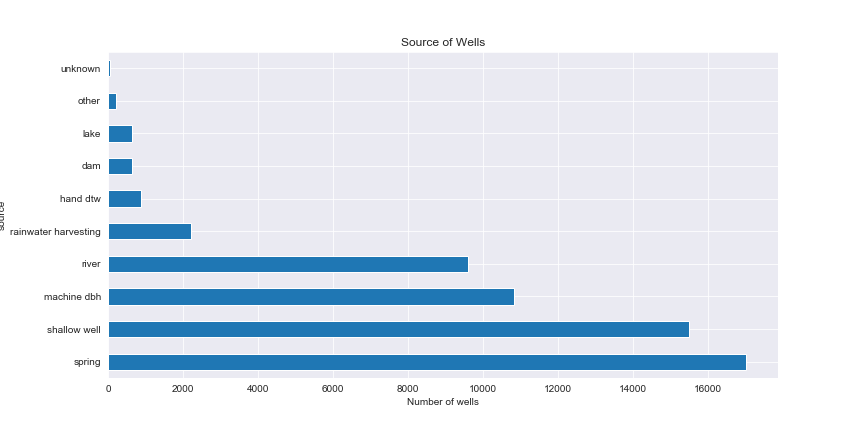 Source of Wells
unknown
other
lake
dam
hand dtw
source
rainwater harvesting
river
machine dbh
shallow well
spring
0 2000 4000 6000 8000 10000 12000 14000 16000
Number of wells